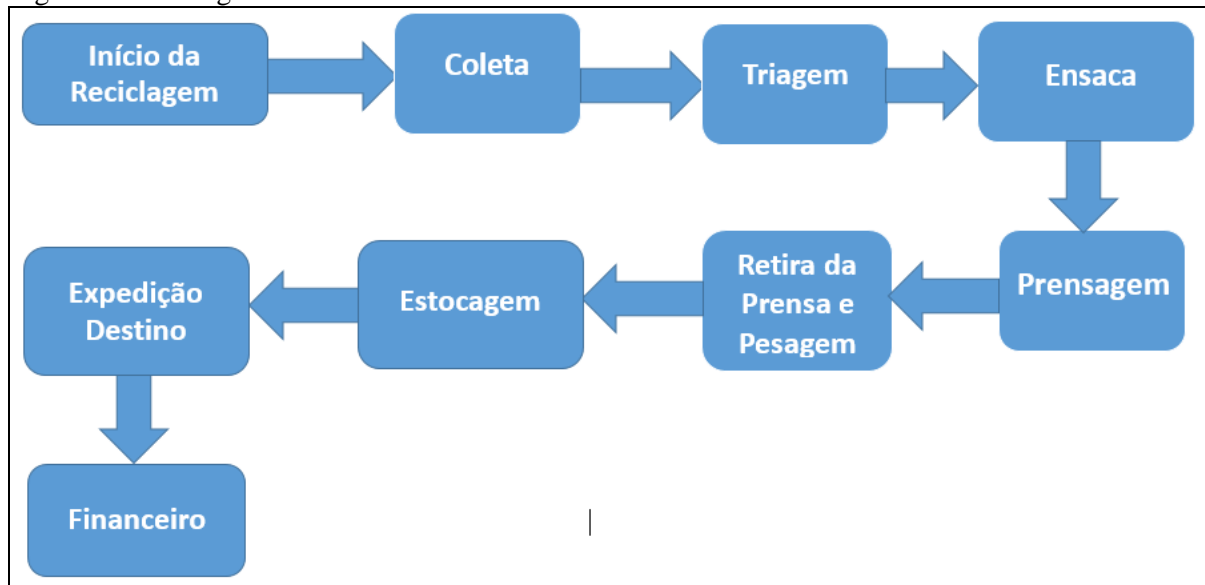 Início da
Reciclagem
Coleta
Triagem
Ensaca
Prensagem
Retira da
Prensa e
Pesagem
Estocagem
Expedição
Destino
Financeiro